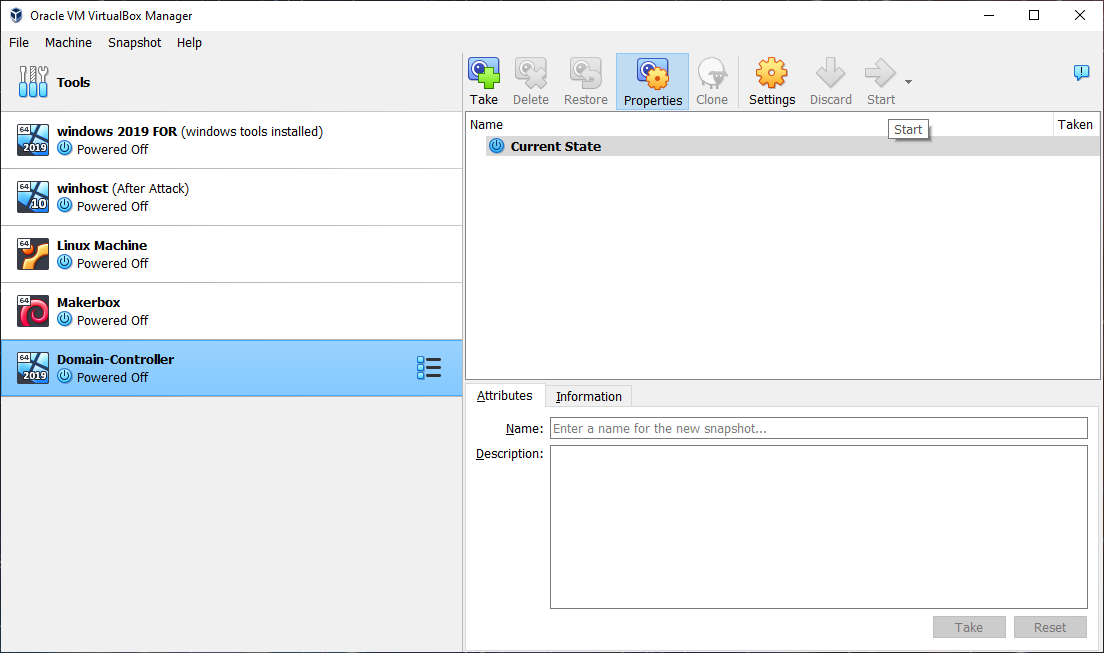 Oracle VM VirtualBox Manager
File Machine Snapshot Help
Tools
Take Delete Restore Properties Clone Settings Discard Start
64 2019 windows 2019 FOR (windows tools installed)
Powered Off
64 10 winhost (After Attack)
Powered Off
64 Linux Machine
Powered Off
64 Makerbox
Powered Off
64 2019 Domain-Controller
Powered Off
Name Taken
Start
Current State
Attributes Information
Name: Enter a name for the new snapshot...
Description:
Take Reset